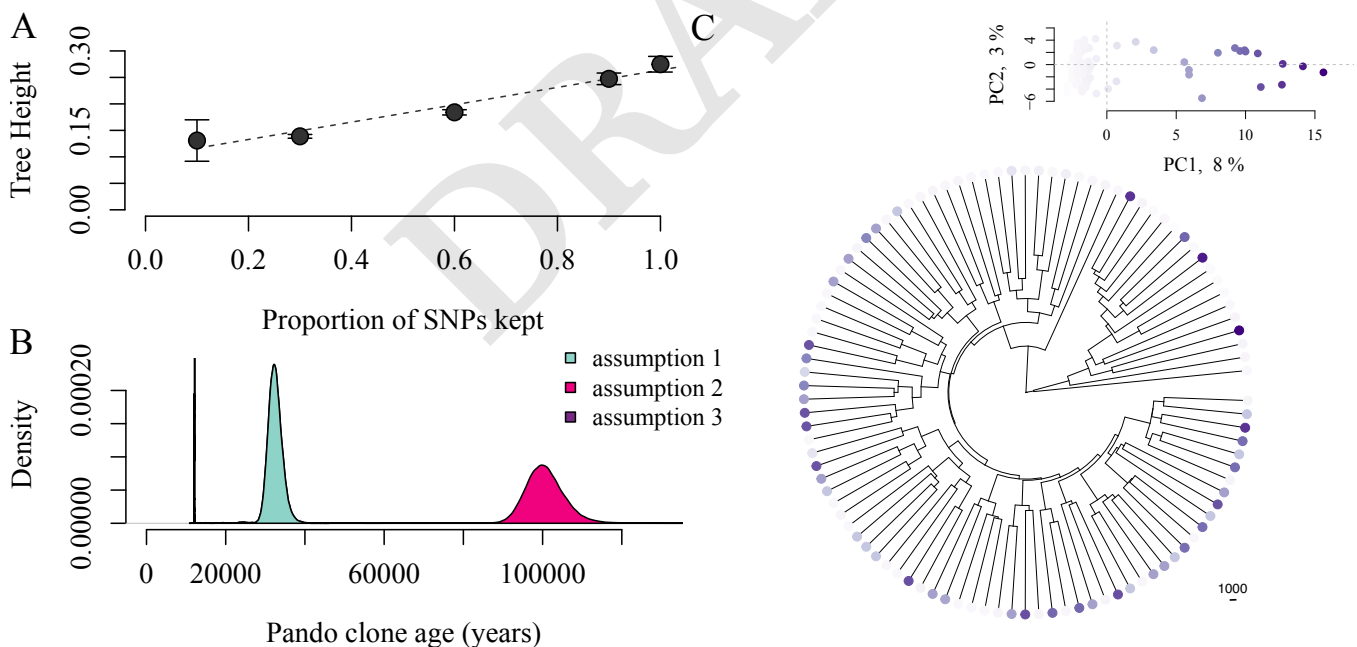 A
Tree Height
0.00 0.15 0.30
0.0 0.2 0.4 0.6 0.8 1.0
Proportion of SNPs kept
B
Density
0.00000 0.00020
assumption 1
assumption 2
assumption 3
0 20000 60000 100000
Pando clone age (years)
C
PC2, 3 %
−6 0 4
0 5 10 15
PC1, 8 %
1000
DRA